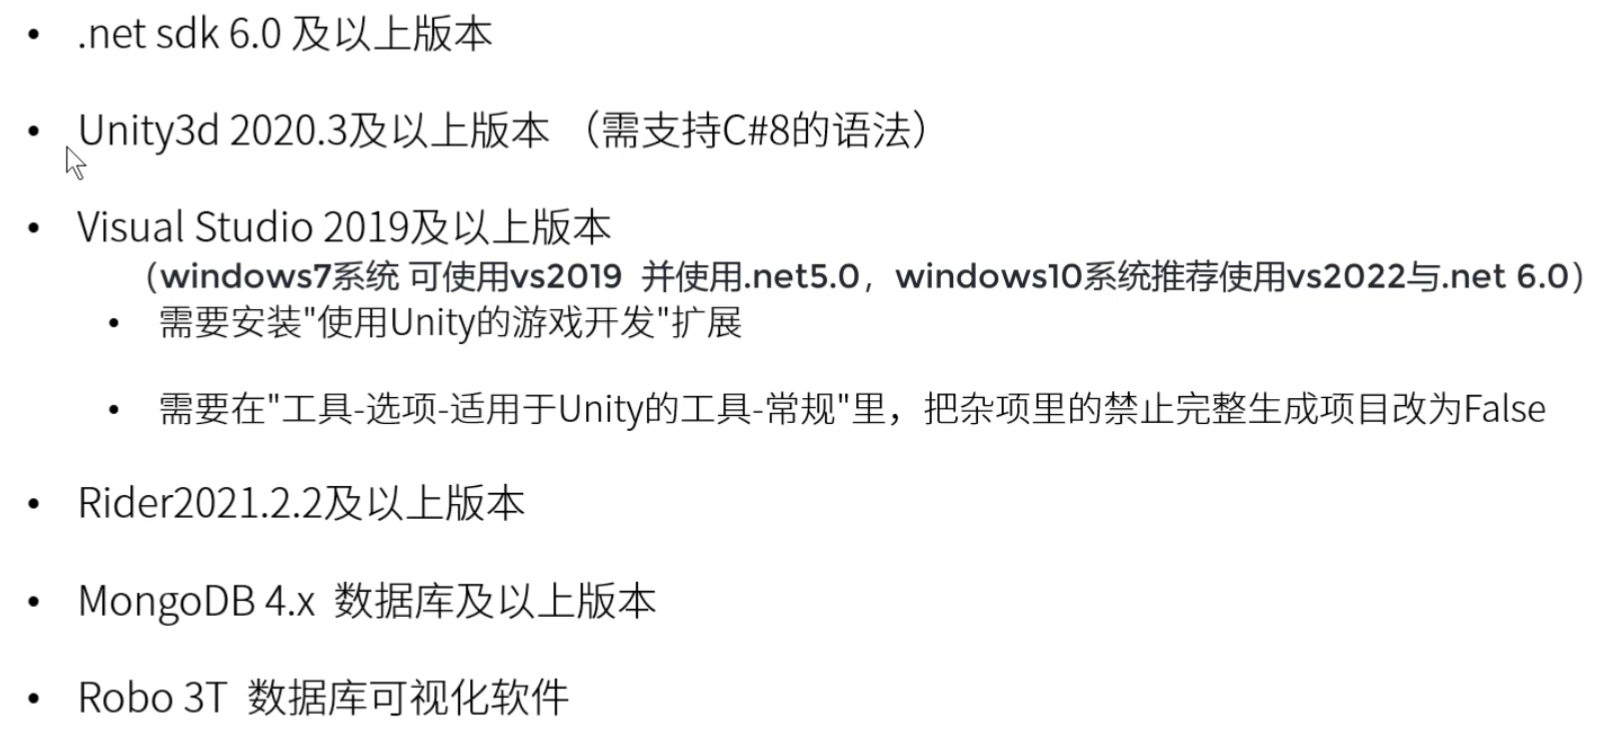 • .net sdk 6.0 及以上版本
• Unity3d 2020.3及以上版本 （需支持C#8的语法）
• Visual Studio 2019及以上版本
（windows7系统 可使用vs2019 并使用.net5.0，windows10系统推荐使用vs2022与.net 6.0）
• 需要安装"使用Unity的游戏开发"扩展
• 需要在"工具-选项-适用于Unity的工具-常规"里，把杂项里的禁止完整生成项目改为False
• Rider2021.2.2及以上版本
• MongoDB 4.x 数据库及以上版本
• Robo 3T 数据库可视化软件